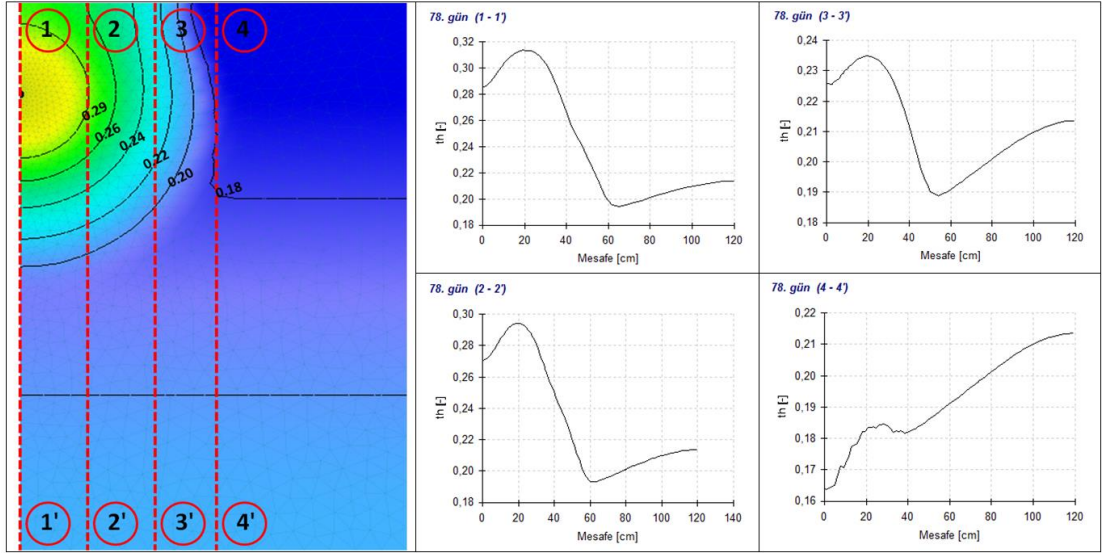 1 2 3 4
0.29
0.26
0.24
0.22
0.20
0.18
1' 2' 3' 4'
78. gün (1 - 1')
0,32
0,30
0,28
0,26
0,24
0,22
0,20
0,18
th [-]
0 20 40 60 80 100 120
Mesafe [cm]
78. gün (3 - 3')
0,24
0,23
0,22
0,21
0,20
0,19
0,18
th [-]
0 20 40 60 80 100 120
Mesafe [cm]
78. gün (2 - 2')
0,30
0,28
0,26
0,24
0,22
0,20
0,18
th [-]
0 20 40 60 80 100 120 140
Mesafe [cm]
78. gün (4 - 4')
0,22
0,21
0,20
0,19
0,18
0,17
0,16
th [-]
0 20 40 60 80 100 120
Mesafe [cm]